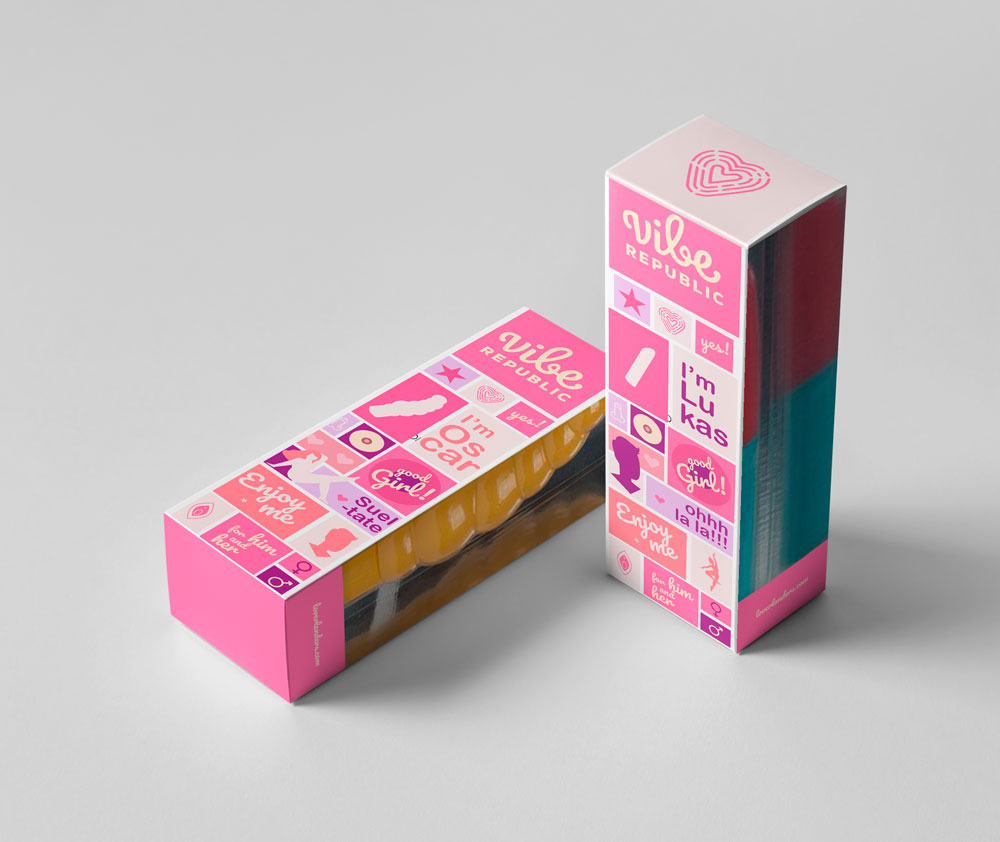 Vibe
REPUBLIC
yes!
I'm
Os
car
good
Girl!
Suel
-tate
Enjoy
me
for him
and
her
Vibe
REPUBLIC
yes!
I'm
Lu
kas
good
Girl!
ohhh
la la!!!
Enjoy
me
for him
and
her